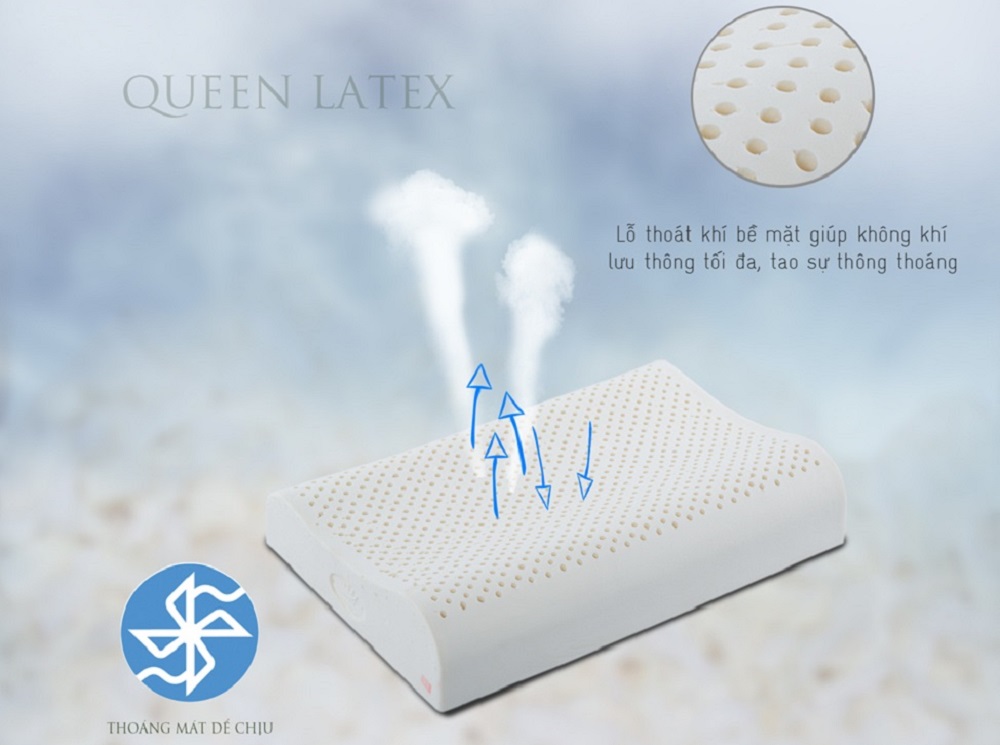 QUEEN LATEX
Lỗ thoát khí bề mặt giúp không khí
lưu thông tối đa, tao sự thông thoáng
THOÁNG MÁT DỄ CHỊU